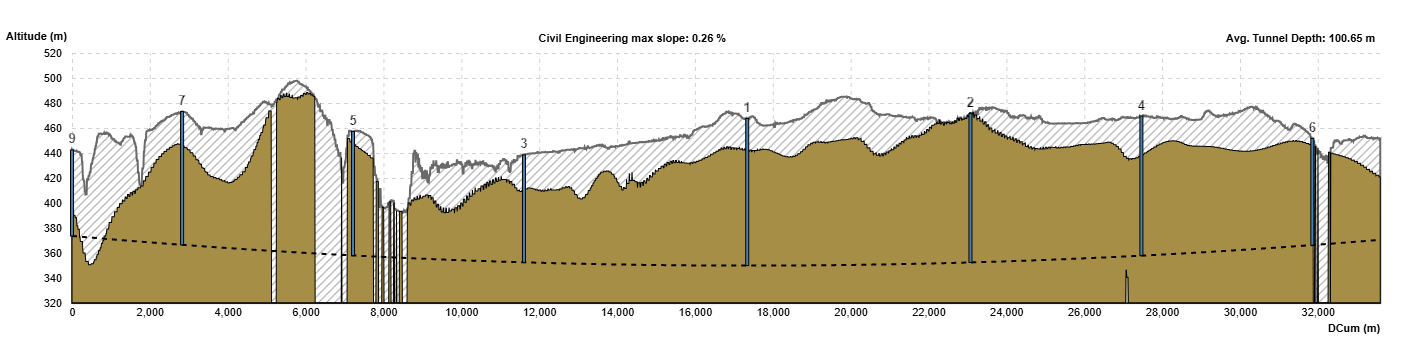 Altitude (m) Civil Engineering max slope: 0.26 % Avg. Tunnel Depth: 100.65 m
520
500
480
460
440
420
400
380
360
340
320
9 7 5 3 1 2 4 6
0 2,000 4,000 6,000 8,000 10,000 12,000 14,000 16,000 18,000 20,000 22,000 24,000 26,000 28,000 30,000 32,000
DCum (m)